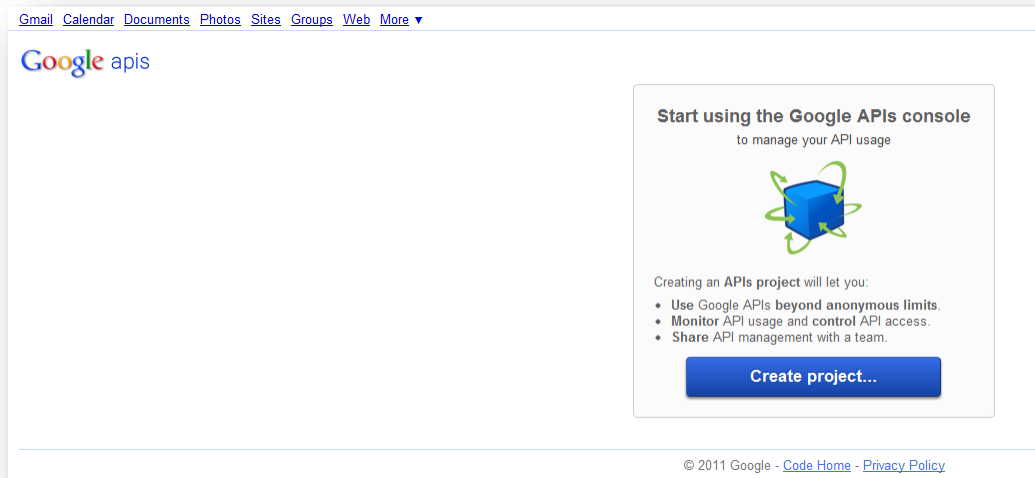 Gmail Calendar Documents Photos Sites Groups Web More ▼
Google apis
Start using the Google APIs console
to manage your API usage
Creating an APIs project will let you:
• Use Google APIs beyond anonymous limits.
• Monitor API usage and control API access.
• Share API management with a team.
Create project...
© 2011 Google - Code Home - Privacy Policy